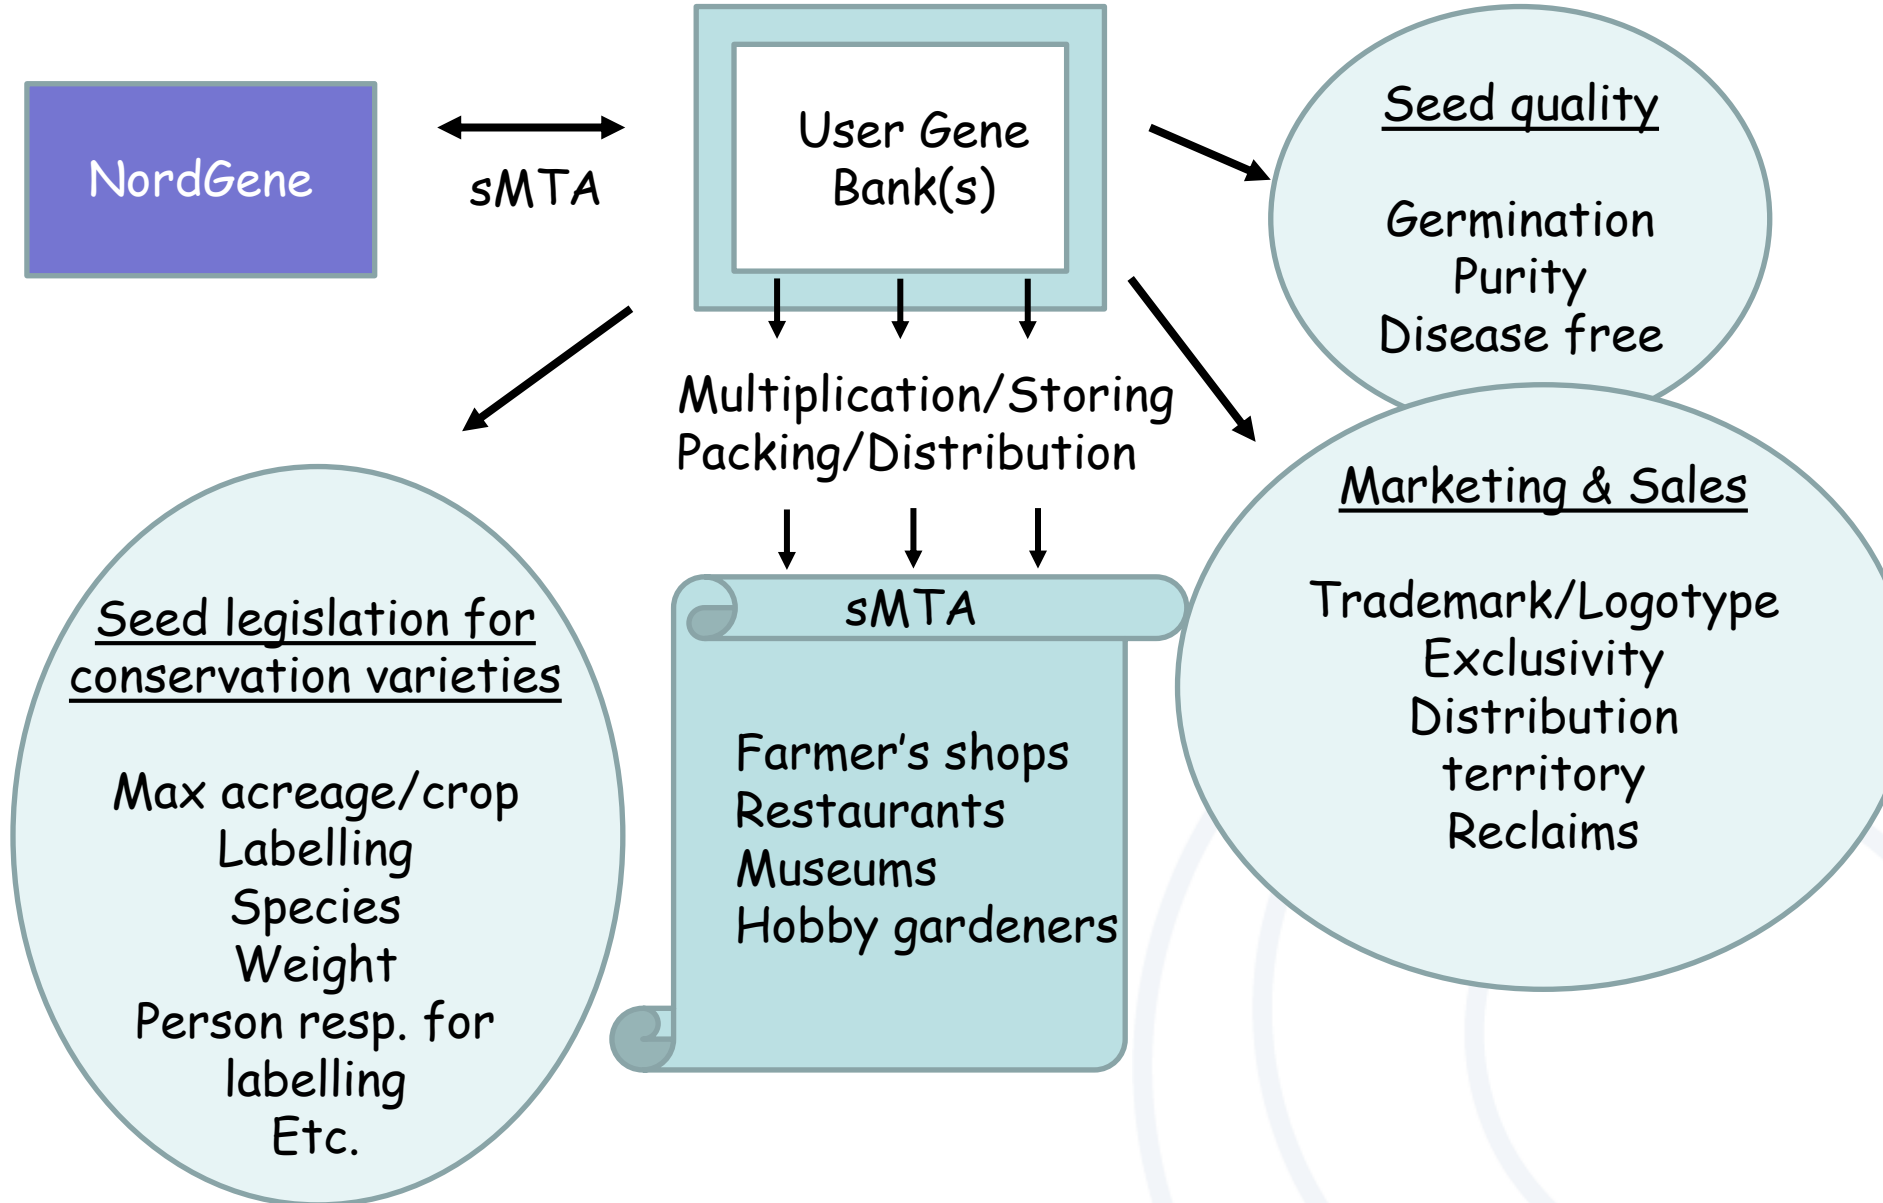 NordGene
sMTA
User Gene
Bank(s)
Seed quality
Germination
Purity
Disease free
Multiplication/Storing
Packing/Distribution
Marketing & Sales
Trademark/Logotype
Exclusivity
Distribution
territory
Reclaims
Seed legislation for
conservation varieties
Max acreage/crop
Labelling
Species
Weight
Person resp. for
labelling
Etc.
sMTA
Farmer’s shops
Restaurants
Museums
Hobby gardeners